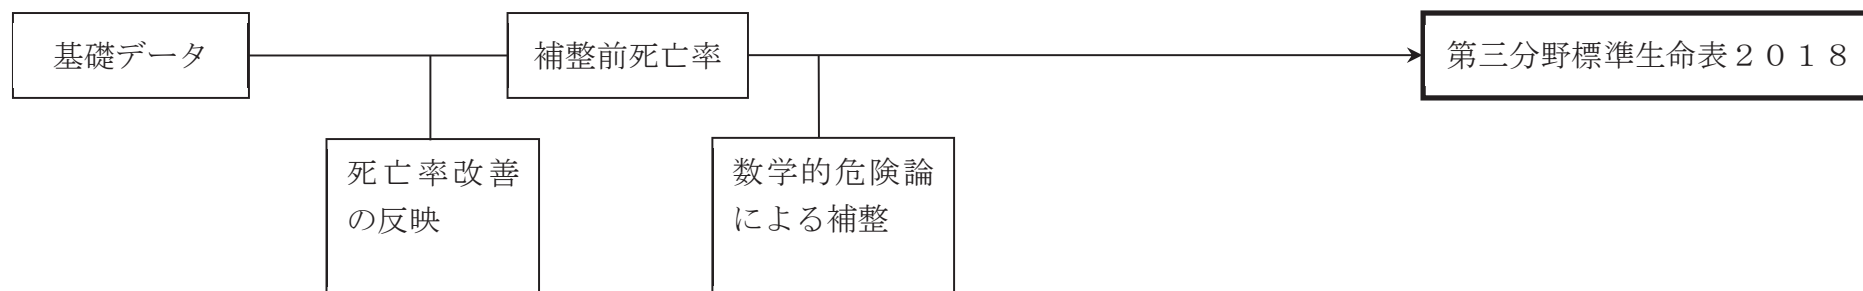 基礎データ
補整前死亡率
第三分野標準生命表２０１８
死亡率改善
の反映
数学的危険論
による補整